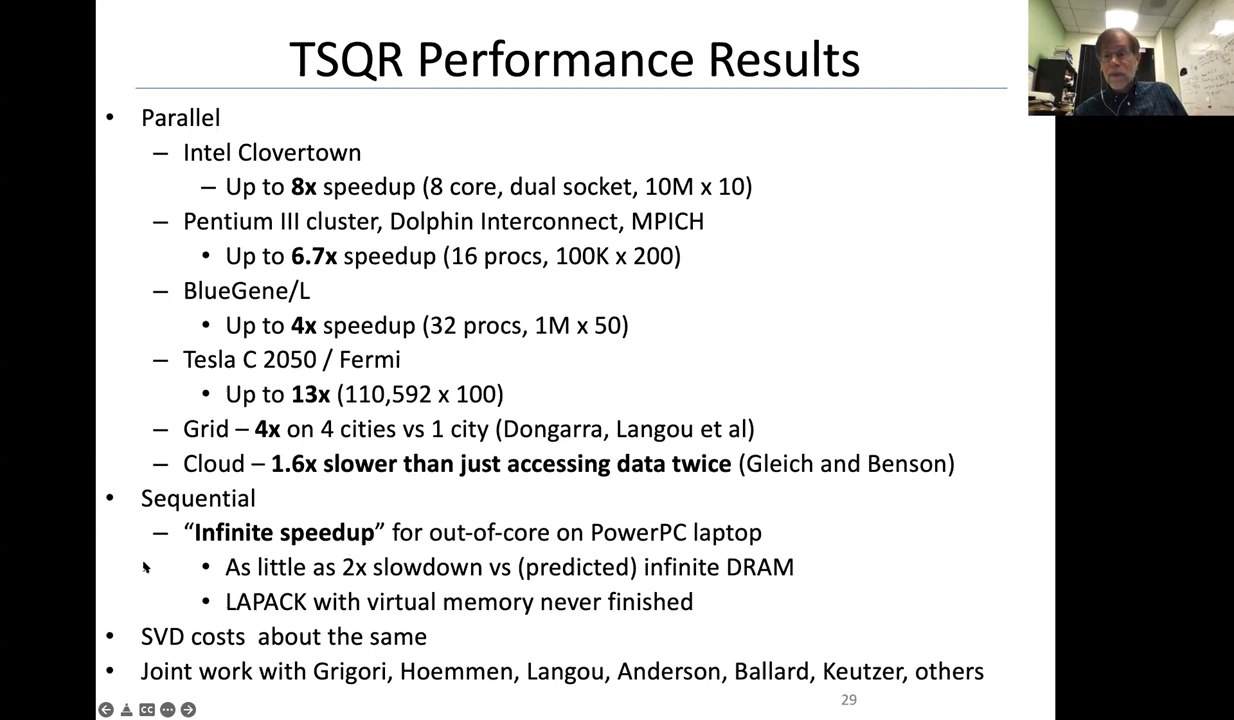 TSQR Performance Results
• Parallel
– Intel Clovertown
– Up to 8x speedup (8 core, dual socket, 10M x 10)
– Pentium III cluster, Dolphin Interconnect, MPICH
• Up to 6.7x speedup (16 procs, 100K x 200)
– BlueGene/L
• Up to 4x speedup (32 procs, 1M x 50)
– Tesla C 2050 / Fermi
• Up to 13x (110,592 x 100)
– Grid – 4x on 4 cities vs 1 city (Dongarra, Langou et al)
– Cloud – 1.6x slower than just accessing data twice (Gleich and Benson)
• Sequential
– “Infinite speedup” for out-of-core on PowerPC laptop
• As little as 2x slowdown vs (predicted) infinite DRAM
• LAPACK with virtual memory never finished
• SVD costs about the same
• Joint work with Grigori, Hoemmen, Langou, Anderson, Ballard, Keutzer, others
29
CC